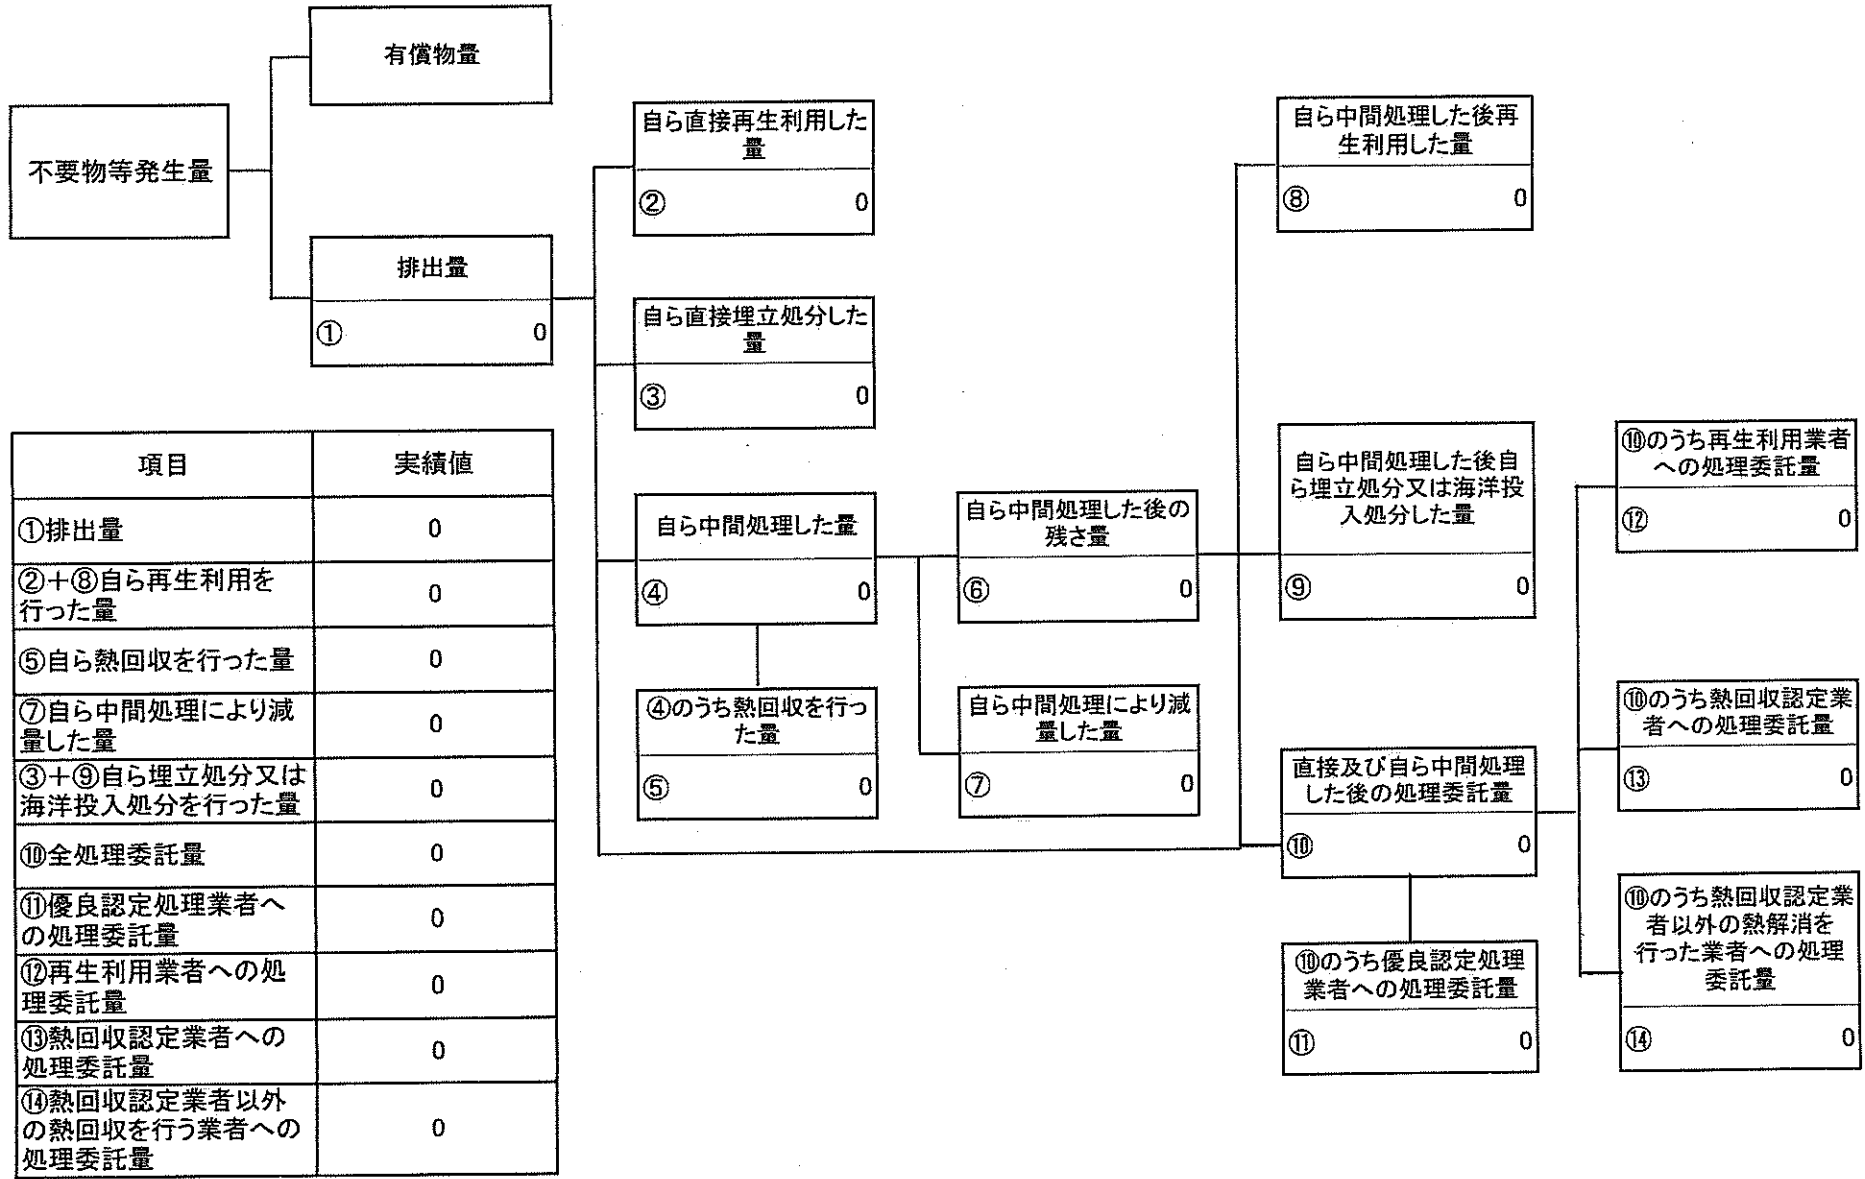 有償物量
不要物等発生量
排出量
① 0
自ら直接再生利用した
量
② 0
自ら直接埋立処分した
量
③ 0
自ら中間処理した量
④ 0
④のうち熱回収を行っ
た量
⑤ 0
自ら中間処理した後の
残さ量
⑥ 0
自ら中間処理により減
量した量
⑦ 0
自ら中間処理した後再
生利用した量
⑧ 0
自ら中間処理した後自
ら埋立処分又は海洋投
入処分した量
⑨ 0
直接及び自ら中間処理
した後の処理委託量
⑩ 0
⑩のうち優良認定処理
業者への処理委託量
⑪ 0
⑩のうち再生利用業者
への処理委託量
⑫ 0
⑩のうち熱回収認定業
者への処理委託量
⑬ 0
⑩のうち熱回収認定業
者以外の熱解消を
行った業者への処理
委託量
⑭ 0
項目 実績値
①排出量 0
②+⑧自ら再生利用を
行った量 0
⑤自ら熱回収を行った量 0
⑦自ら中間処理により減
量した量 0
③+⑨自ら埋立処分又は
海洋投入処分を行った量 0
⑩全処理委託量 0
⑪優良認定処理業者へ
の処理委託量 0
⑫再生利用業者への処
理委託量 0
⑬熱回収認定業者への
処理委託量 0
⑭熱回収認定業者以外
の熱回収を行う業者への
処理委託量 0